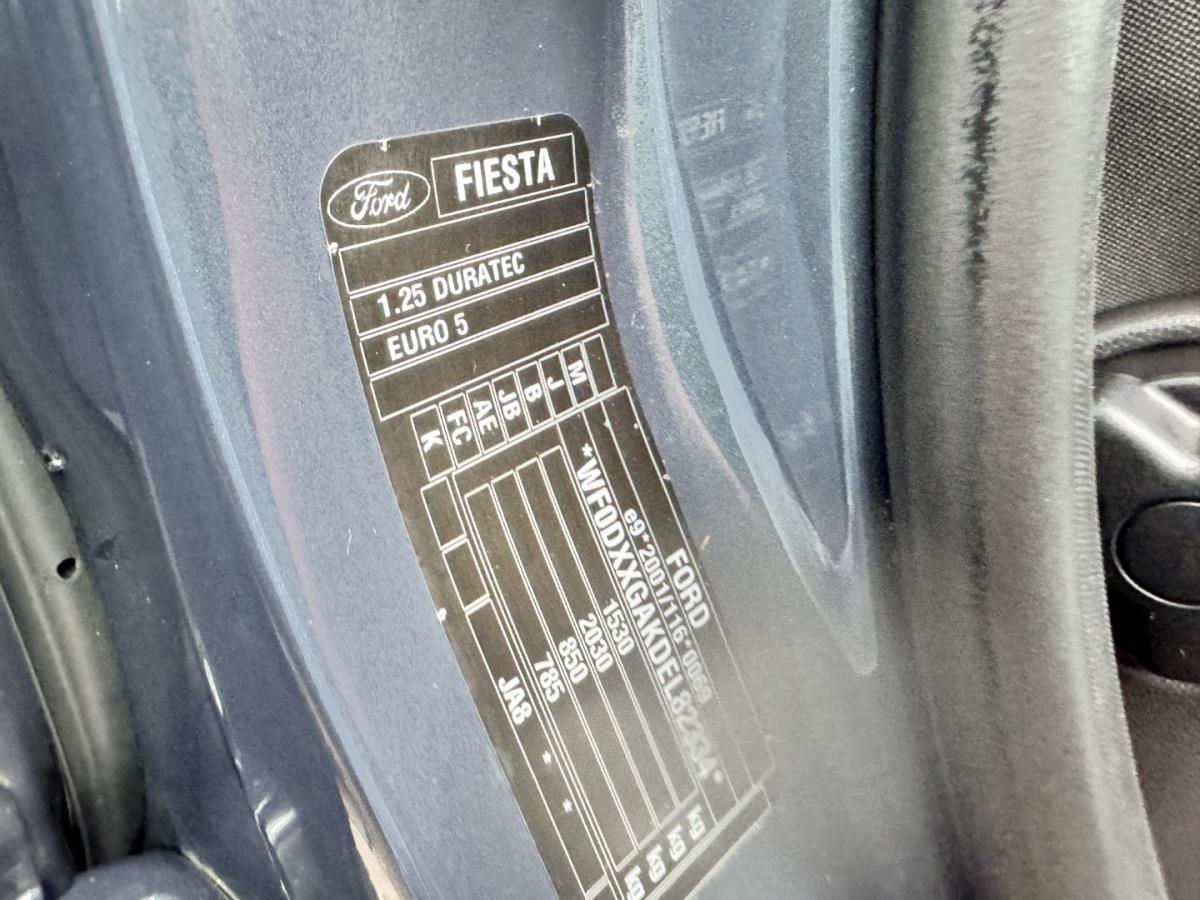 Ford
FIESTA
1.25 DURATEC
EURO 5
K FC AE JB B J M
FORD
e9*2001/116*0069
*WF0DXXGAKDEL82334*
1530 kg
2030 kg
850 kg
785 kg
JA8 * *